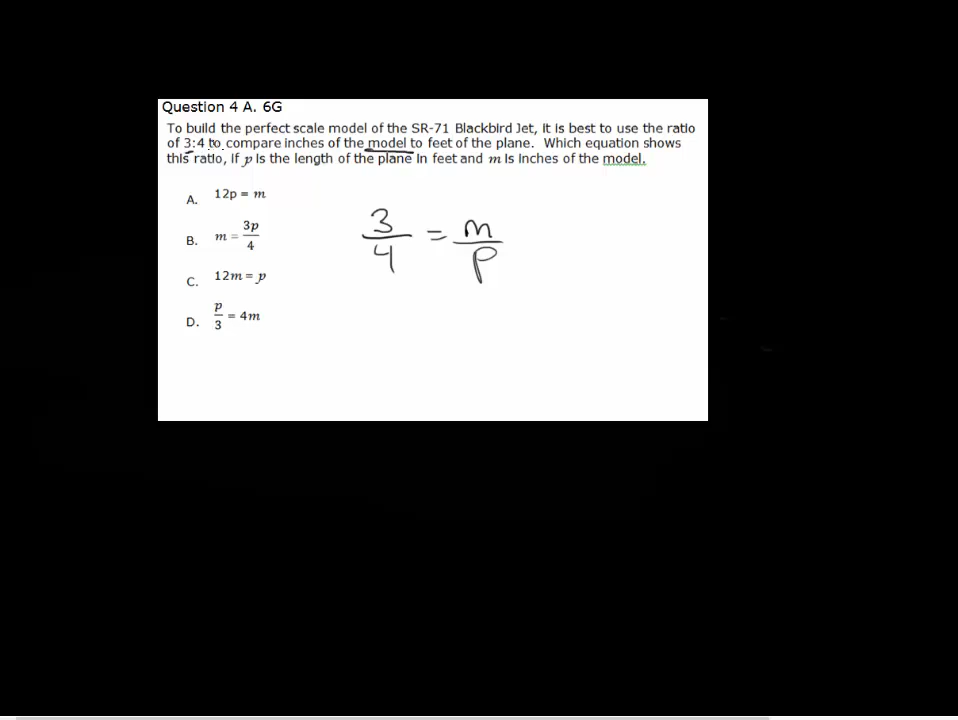 Question 4 A. 6G
To build the perfect scale model of the SR-71 Blackbird Jet, it is best to use the ratio
of 3:4 to compare inches of the model to feet of the plane. Which equation shows
this ratio, if p is the length of the plane in feet and m is inches of the model.
A. 12p = m
B. m = 3p/4
C. 12m = p
D. p/3 = 4m
3/4 = m/p